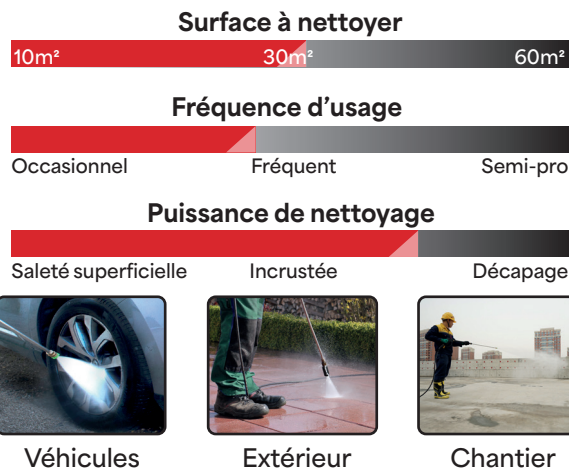 Surface à nettoyer
10m² 30m² 60m²
Fréquence d'usage
Occasionnel Fréquent Semi-pro
Puissance de nettoyage
Saleté superficielle Incrustée Décapage
Véhicules Extérieur Chantier